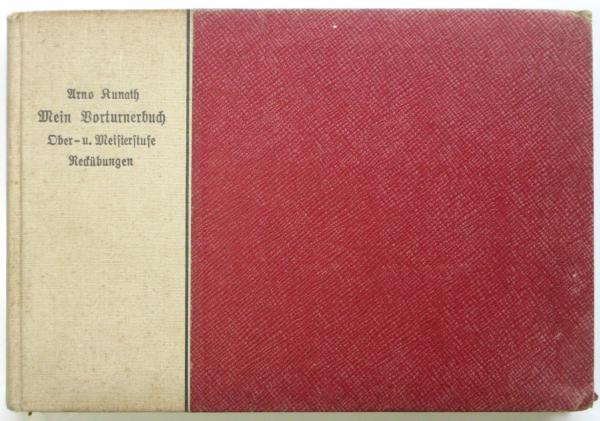 Arno Kunath
Mein Vorturnerbuch
Ober-u. Meisterstufe
Reckübungen